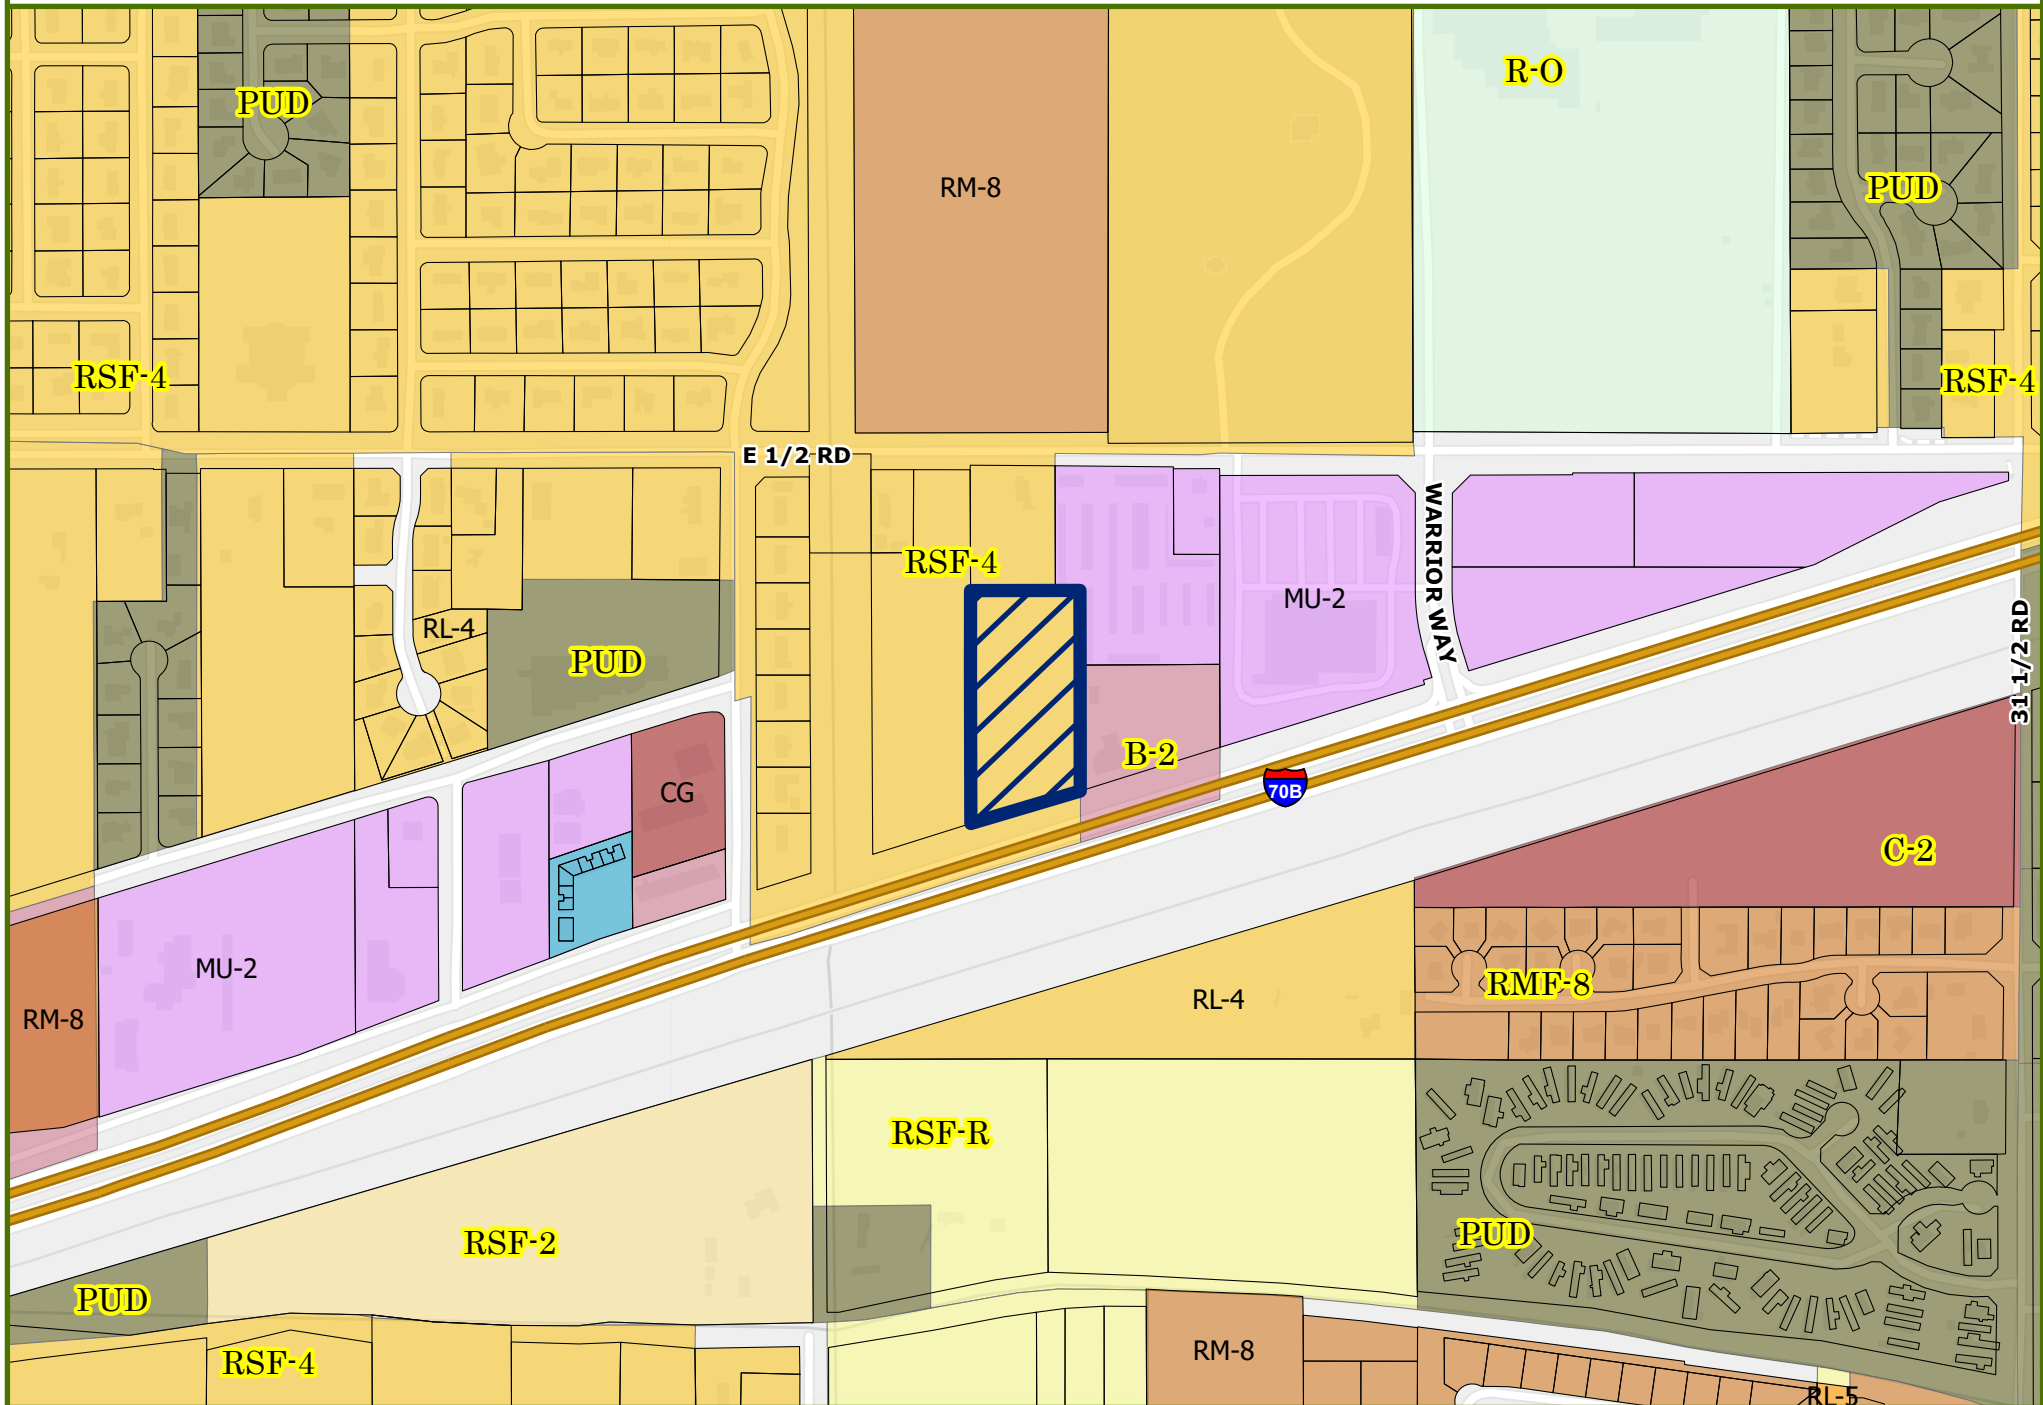 R-O
PUD
RM-8
PUD
RSF-4
RSF-4
E 1/2 RD
WARRIOR WAY
RSF-4
MU-2
RL-4
PUD
31 1/2 RD
B-2
CG
70B
C-2
MU-2
RMF-8
RL-4
RM-8
RSF-R
PUD
RSF-2
PUD
RM-8
RSF-4
RL-5